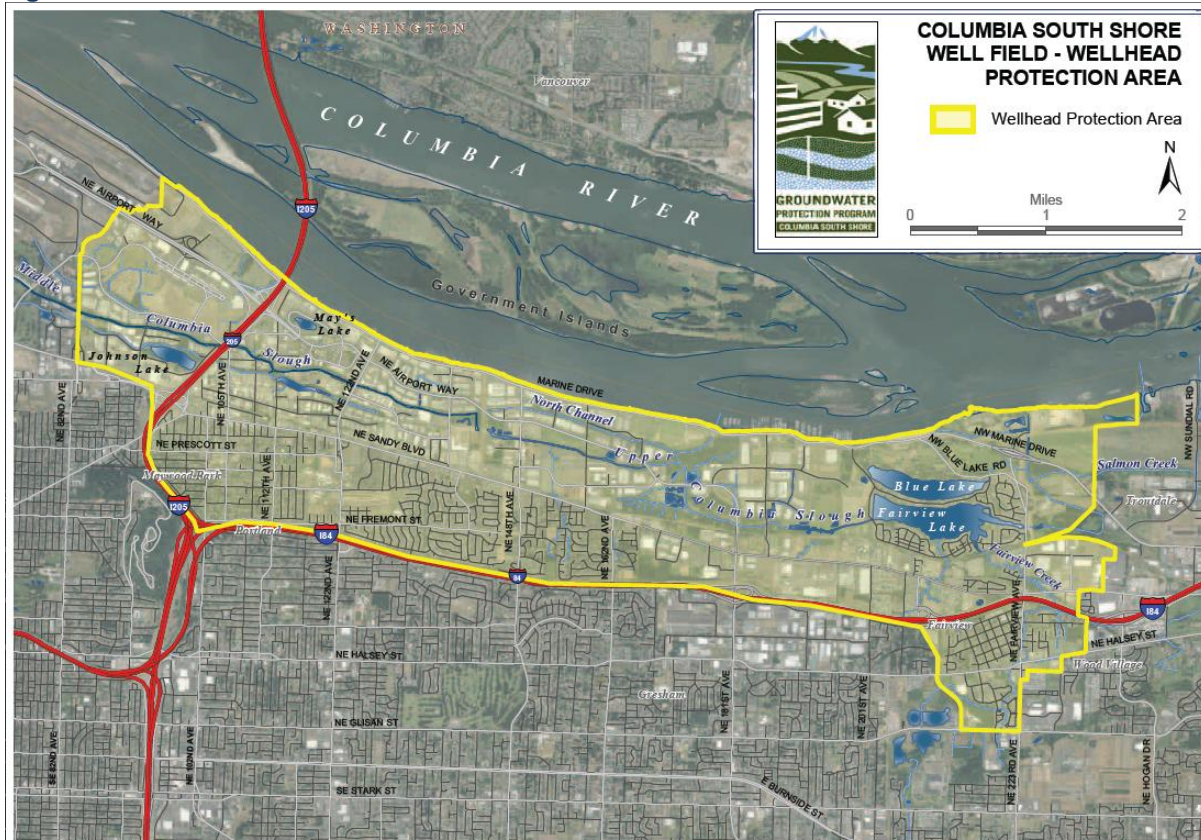 WASHINGTON
Vancouver
COLUMBIA RIVER
COLUMBIA SOUTH SHORE
WELL FIELD - WELLHEAD
PROTECTION AREA
Wellhead Protection Area
N
Miles
0 1 2
GROUNDWATER
PROTECTION PROGRAM
COLUMBIA SOUTH SHORE
NE AIRPORT WAY
I205
Government Islands
Middle
Columbia
Slough
May's
Lake
Johnson
Lake
205
NE 82ND AVE
NE 105TH AVE
NE 122ND AVE
NE AIRPORT WAY
MARINE DRIVE
North Channel
NE PRESCOTT ST
NE SANDY BLVD
Upper
Columbia Slough
NW BLUE LAKE RD
NW MARINE DRIVE
NW SUNDIAL RD
Salmon Creek
Troutdale
Blue Lake
Fairview
Lake
Fairview Creek
Maywood Park
NE 112TH AVE
I205
Portland
I84
NE FREMONT ST
NE 148TH AVE
NE 162ND AVE
84
NE 122ND AVE
Fairview
NE FAIRVIEW AVE
I84
NE HALSEY ST
Wood Village
NE HALSEY ST
Gresham
NE 181ST AVE
NE 201ST AVE
NE GLISAN ST
SE 82ND AVE
NE 102ND AVE
SE STARK ST
E BURNSIDE ST
NE 223RD AVE
NE HOGAN DR